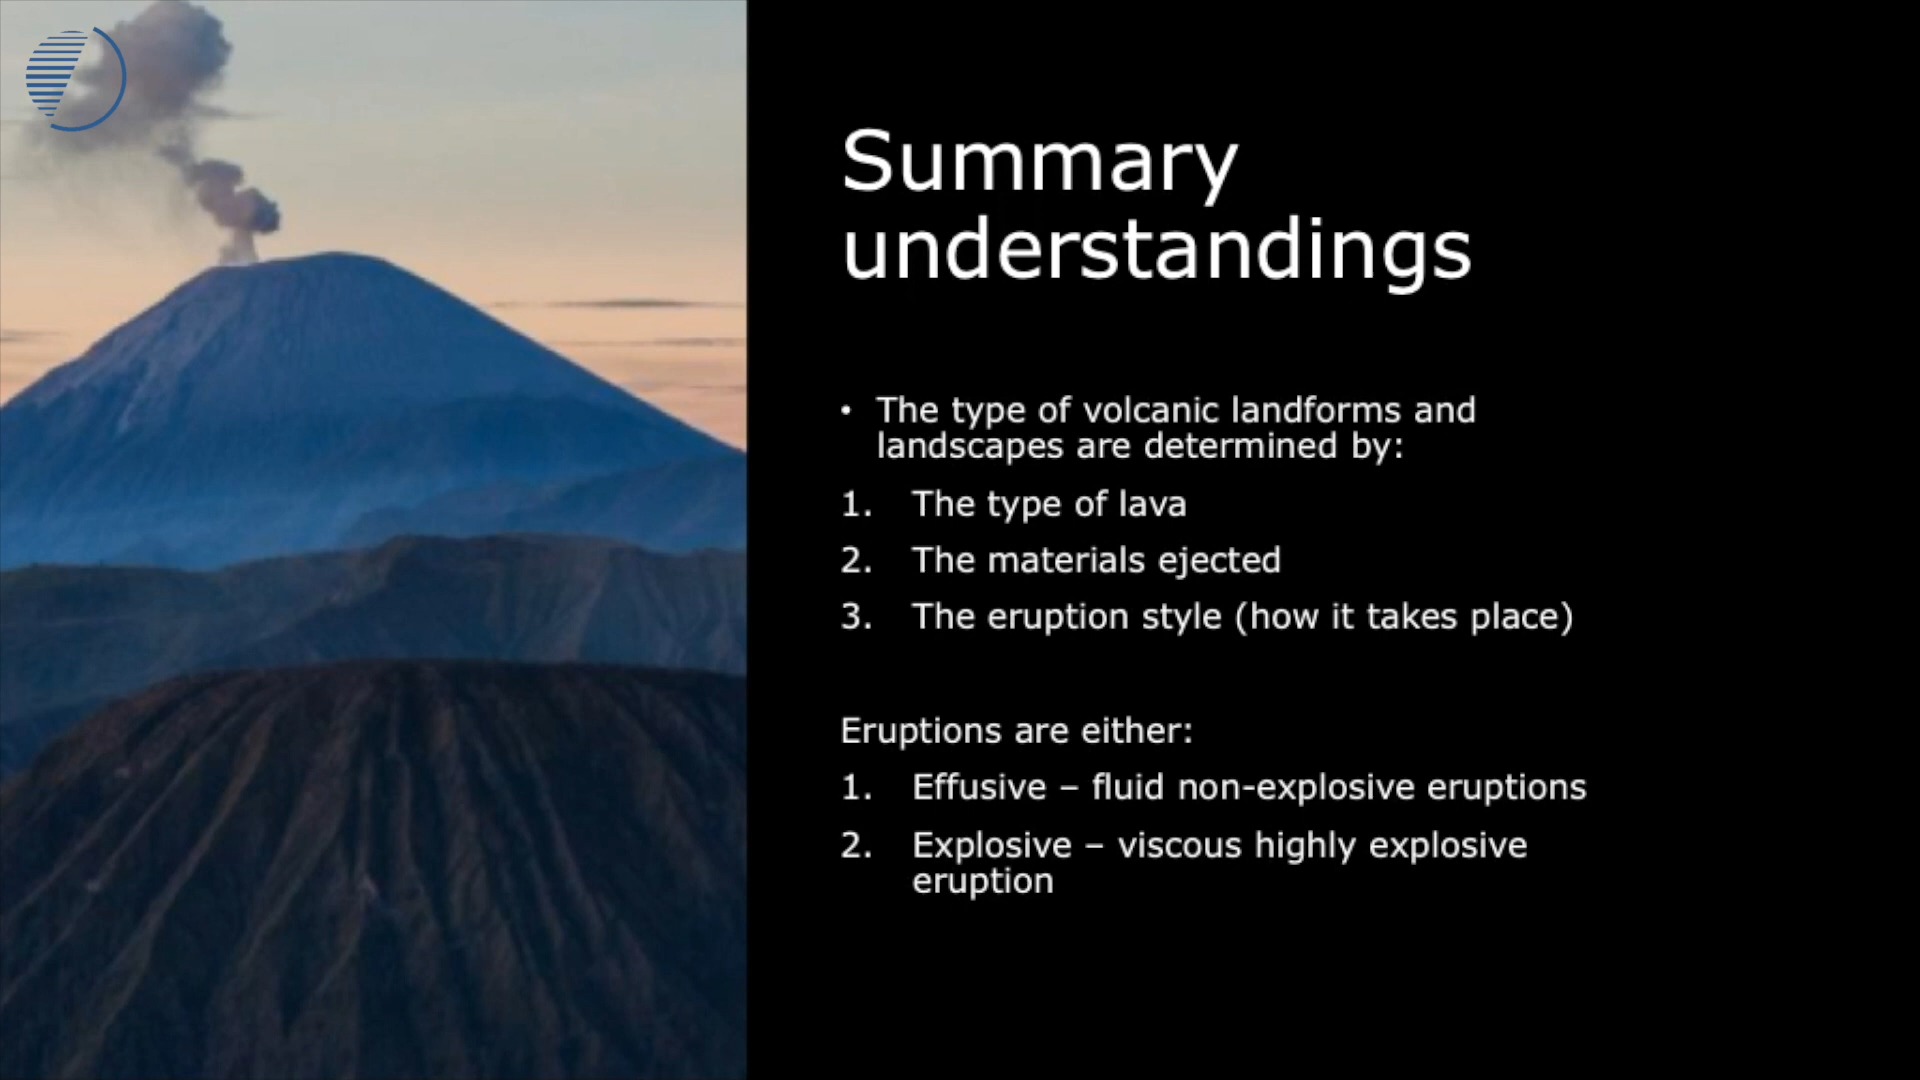 Summary
understandings
• The type of volcanic landforms and
landscapes are determined by:
1. The type of lava
2. The materials ejected
3. The eruption style (how it takes place)
Eruptions are either:
1. Effusive – fluid non-explosive eruptions
2. Explosive – viscous highly explosive
eruption